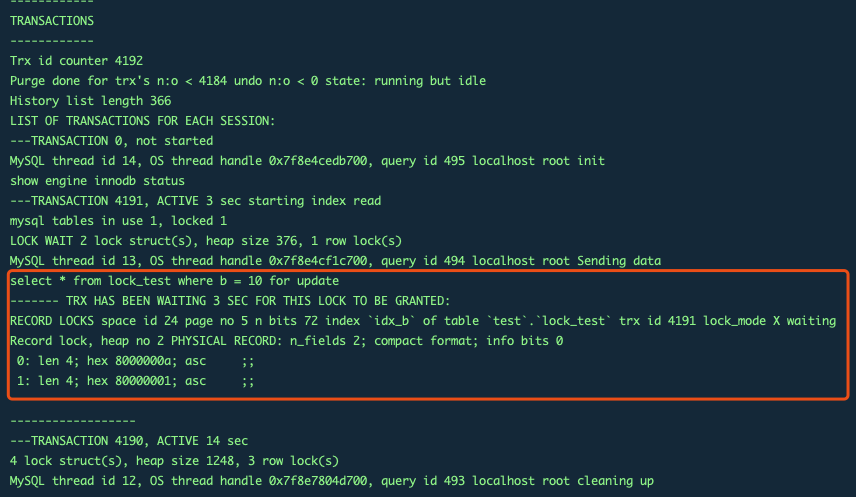 ------------
TRANSACTIONS
------------
Trx id counter 4192
Purge done for trx's n:o < 4184 undo n:o < 0 state: running but idle
History list length 366
LIST OF TRANSACTIONS FOR EACH SESSION:
---TRANSACTION 0, not started
MySQL thread id 14, OS thread handle 0x7f8e4cedb700, query id 495 localhost root init
show engine innodb status
---TRANSACTION 4191, ACTIVE 3 sec starting index read
mysql tables in use 1, locked 1
LOCK WAIT 2 lock struct(s), heap size 376, 1 row lock(s)
MySQL thread id 13, OS thread handle 0x7f8e4cf1c700, query id 494 localhost root Sending data
select * from lock_test where b = 10 for update
------- TRX HAS BEEN WAITING 3 SEC FOR THIS LOCK TO BE GRANTED:
RECORD LOCKS space id 24 page no 5 n bits 72 index `idx_b` of table `test`.`lock_test` trx id 4191 lock_mode X waiting
Record lock, heap no 2 PHYSICAL RECORD: n_fields 2; compact format; info bits 0
 0: len 4; hex 8000000a; asc     ;;
 1: len 4; hex 80000001; asc     ;;
------------------
---TRANSACTION 4190, ACTIVE 14 sec
4 lock struct(s), heap size 1248, 3 row lock(s)
MySQL thread id 12, OS thread handle 0x7f8e7804d700, query id 493 localhost root cleaning up